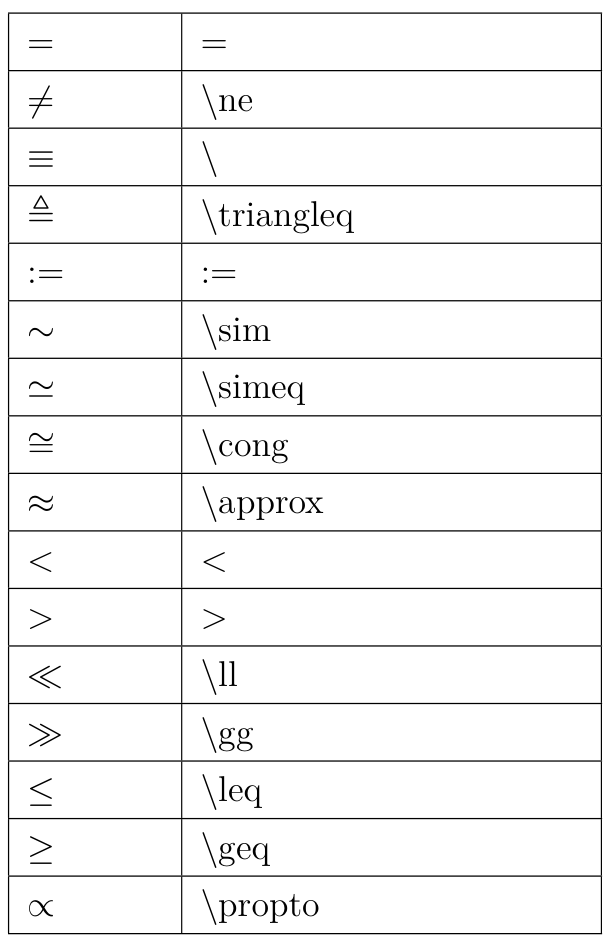 = =
≠ \ne
≡ \
≜ \triangleq
:= :=
∼ \sim
≃ \simeq
≅ \cong
≈ \approx
< <
> >
≪ \ll
≫ \gg
≤ \leq
≥ \geq
∝ \propto